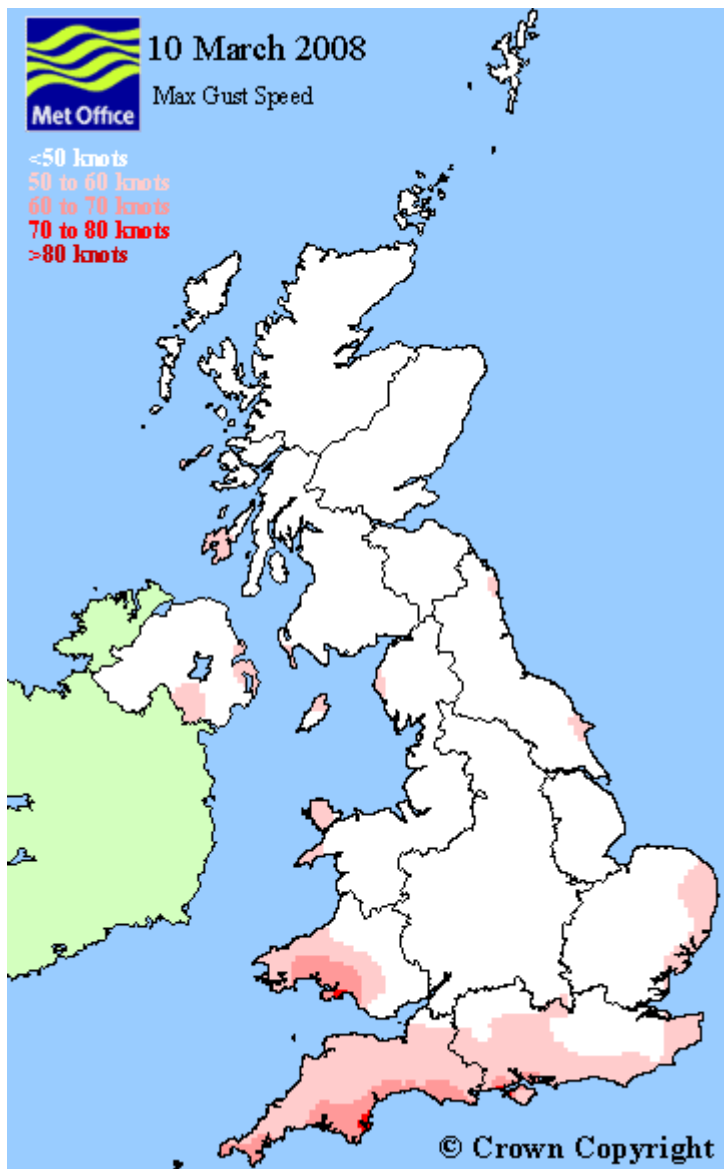 Met Office
10 March 2008
Max Gust Speed
<50 knots
50 to 60 knots
60 to 70 knots
70 to 80 knots
>80 knots
© Crown Copyright